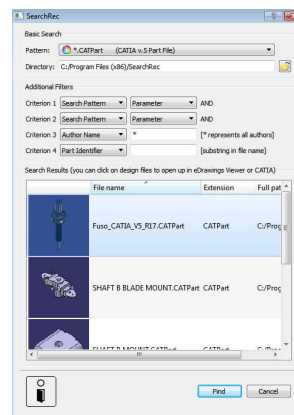 SearchRec
Basic Search
Pattern: *.CATPart (CATIA v.5 Part File)
Directory: C:/Program Files (x86)/SearchRec
Additional Filters
Criterion 1 Search Pattern Parameter AND
Criterion 2 Search Pattern Parameter AND
Criterion 3 Author Name * [* represents all authors]
Criterion 4 Part Identifier [substring in file name]
Search Results (you can click on design files to open up in eDrawings Viewer or CATIA)
File name Extension Full pat
Fuso_CATIA_V5_R17.CATPart CATPart C:/Prog
SHAFT B BLADE MOUNT.CATPart CATPart C:/Prog
SHAFT B MOUNT.CATPart CATPart
Find Cancel